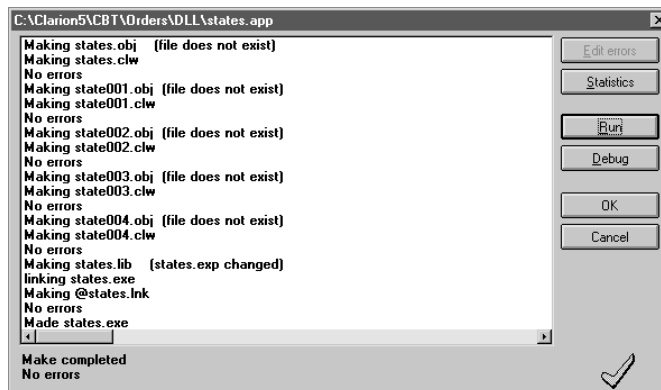 C:\Clarion5\CBT\Orders\DLL\states.app
Making states.obj (file does not exist)
Making states.clw
No errors
Making state001.obj (file does not exist)
Making state001.clw
No errors
Making state002.obj (file does not exist)
Making state002.clw
No errors
Making state003.obj (file does not exist)
Making state003.clw
No errors
Making state004.obj (file does not exist)
Making state004.clw
No errors
Making states.lib (states.exp changed)
linking states.exe
Making @states.lnk
No errors
Made states.exe
Edit errors
Statistics
Run
Debug
OK
Cancel
Make completed
No errors